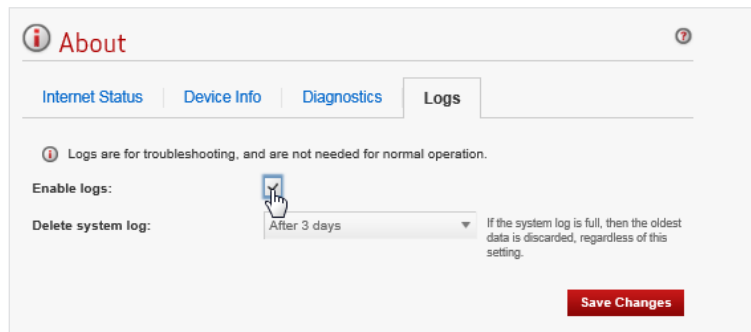 About
Internet Status Device Info Diagnostics Logs
Logs are for troubleshooting, and are not needed for normal operation.
Enable logs:
Delete system log: After 3 days If the system log is full, then the oldest
data is discarded, regardless of this
setting.
Save Changes